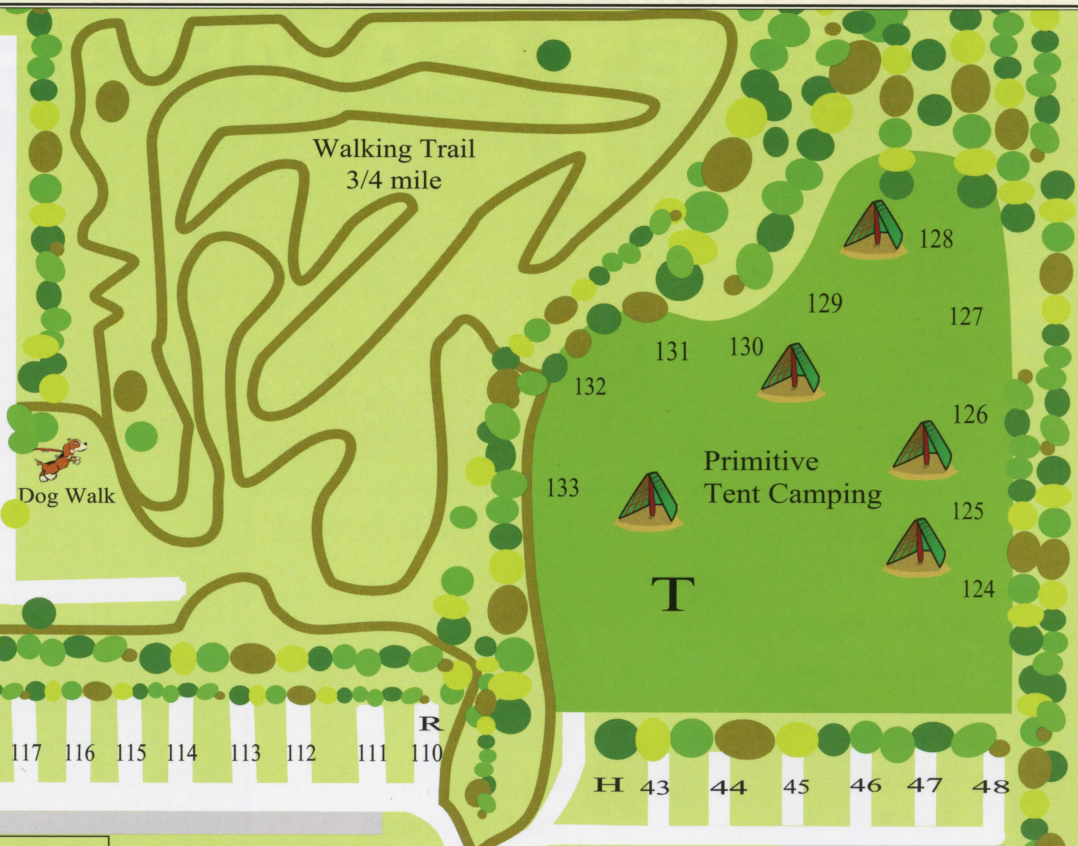 Walking Trail
3/4 mile
128
129
127
131
130
132
126
Primitive
Tent Camping
133
125
Dog Walk
124
T
R
117 116 115 114 113 112 111 110
H 43 44 45 46 47 48